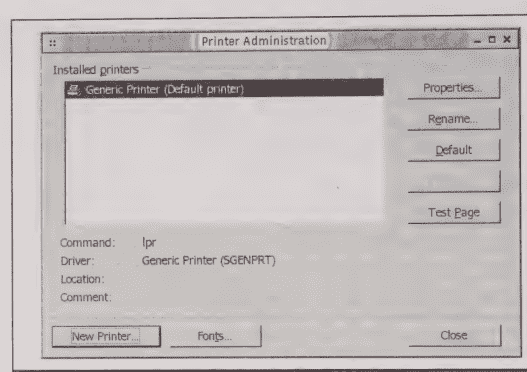 Printer Administration
Installed printers
Generic Printer (Default printer)
Properties...
Rename...
Default
Test Page
Command: lpr
Driver: Generic Printer (SGENPRT)
Location:
Comment:
New Printer... Fonts... Close